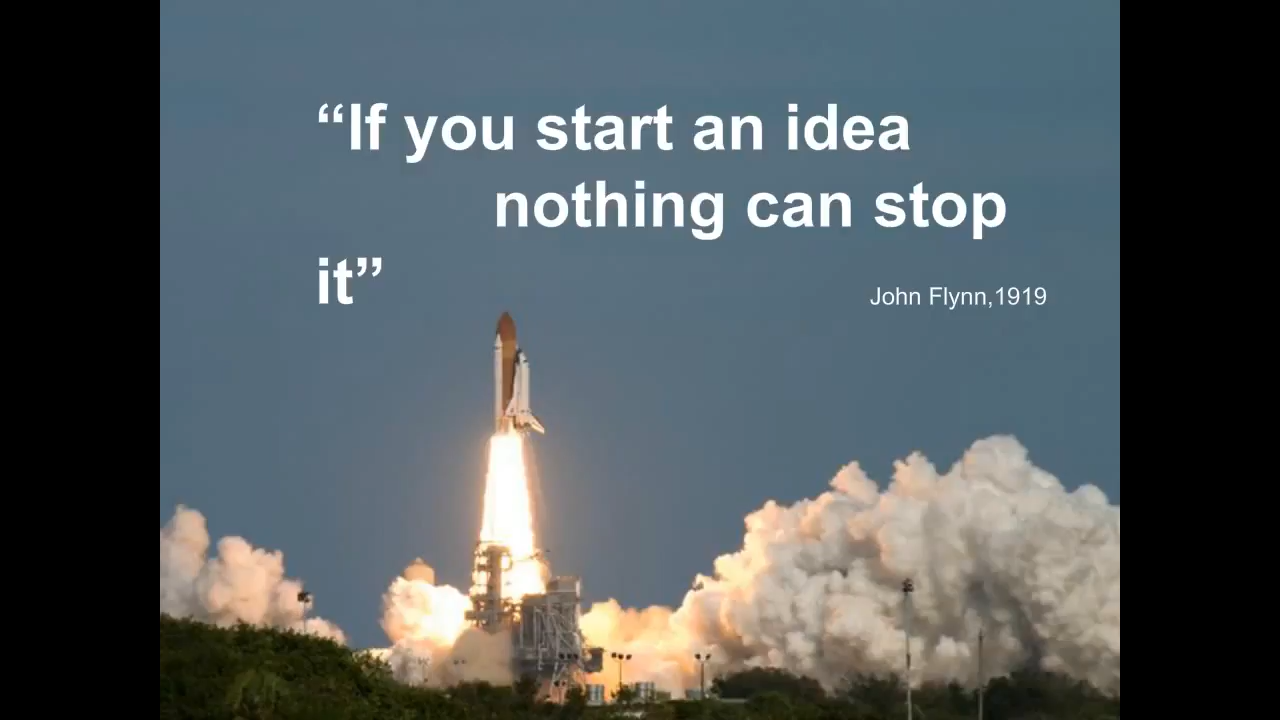 “If you start an idea
nothing can stop
it”
John Flynn,1919